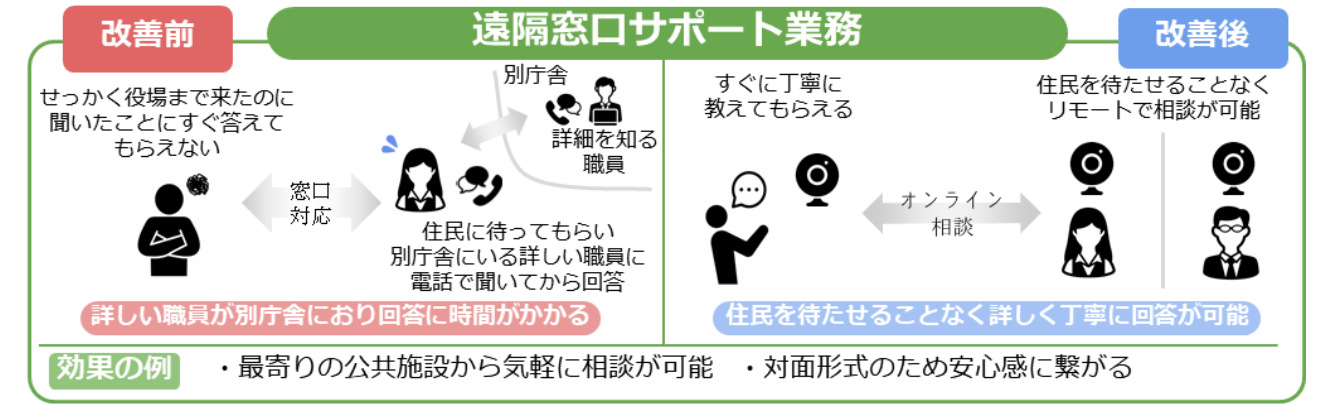 改善前
遠隔窓口サポート業務
改善後
せっかく役場まで来たのに
聞いたことにすぐ答えて
もらえない
窓口
対応
別庁舎
詳細を知る
職員
住民に待ってもらい
別庁舎にいる詳しい職員に
電話で聞いてから回答
詳しい職員が別庁舎におり回答に時間がかかる
すぐに丁寧に
教えてもらえる
オンライン
相談
住民を待たせることなく
リモートで相談が可能
住民を待たせることなく詳しく丁寧に回答が可能
効果の例
・最寄りの公共施設から気軽に相談が可能 ・対面形式のため安心感に繋がる